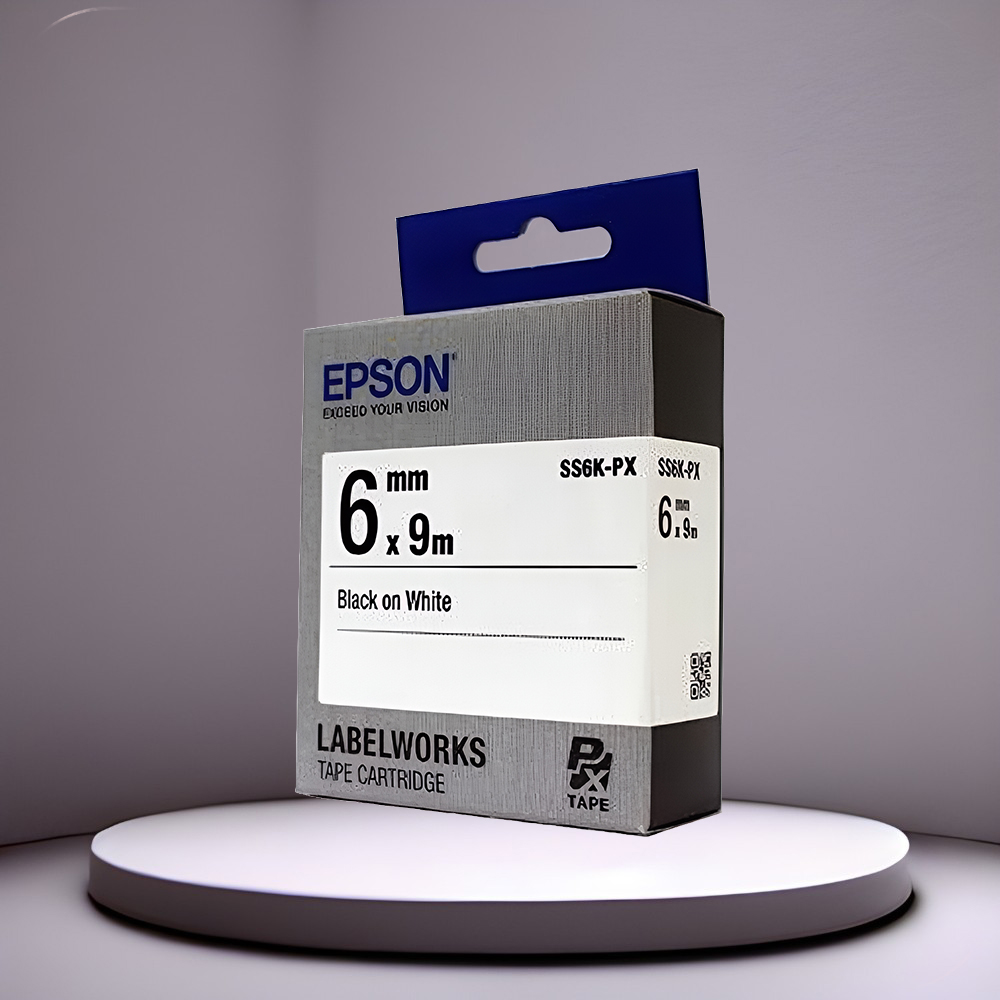 EPSON
EXCEED YOUR VISION
6 mm x 9m
SS6K-PX
Black on White
LABELWORKS
TAPE CARTRIDGE
Px
TAPE
SS6K-PX
6 mm x 9m